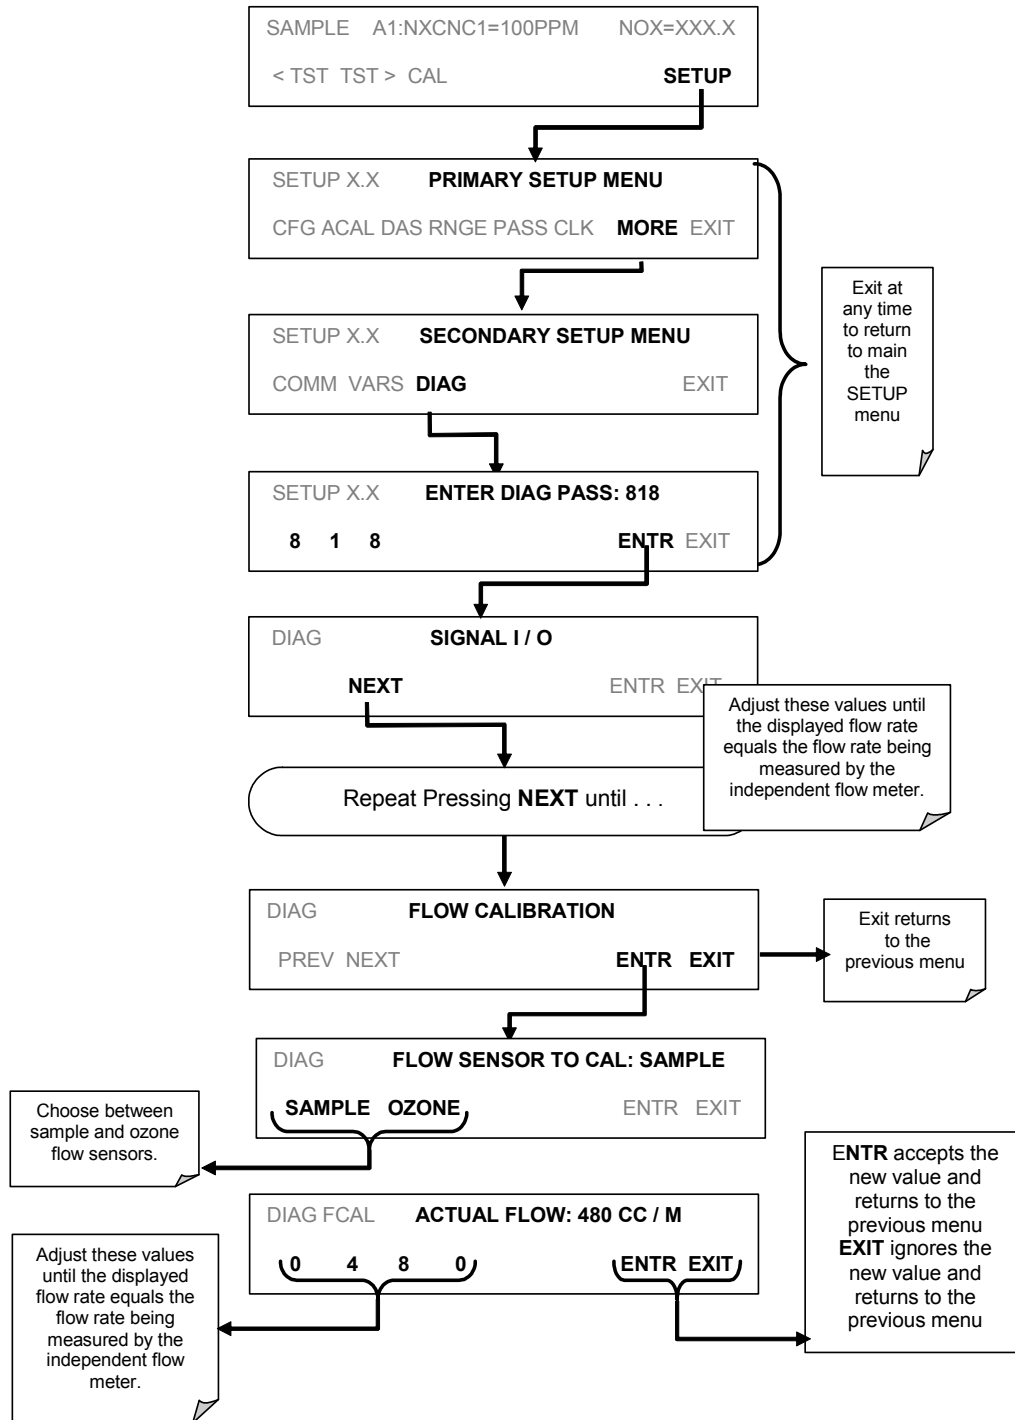 SAMPLE A1:NXCNC1=100PPM NOX=XXX.X
< TST TST > CAL SETUP
SETUP X.X PRIMARY SETUP MENU
CFG ACAL DAS RNGE PASS CLK MORE EXIT
SETUP X.X SECONDARY SETUP MENU
COMM VARS DIAG EXIT
Exit at
any time
to return
to main
the
SETUP
menu
SETUP X.X ENTER DIAG PASS: 818
8 1 8 ENTR EXIT
DIAG SIGNAL I / O
NEXT ENTR EXIT
Adjust these values until
the displayed flow rate
equals the flow rate being
measured by the
independent flow meter.
Repeat Pressing NEXT until . . .
DIAG FLOW CALIBRATION
PREV NEXT ENTR EXIT
Exit returns
to the
previous menu
DIAG FLOW SENSOR TO CAL: SAMPLE
SAMPLE OZONE ENTR EXIT
Choose between
sample and ozone
flow sensors.
DIAG FCAL ACTUAL FLOW: 480 CC / M
0 4 8 0 ENTR EXIT
ENTR accepts the
new value and
returns to the
previous menu
EXIT ignores the
new value and
returns to the
previous menu
Adjust these values
until the displayed
flow rate equals the
flow rate being
measured by the
independent flow
meter.